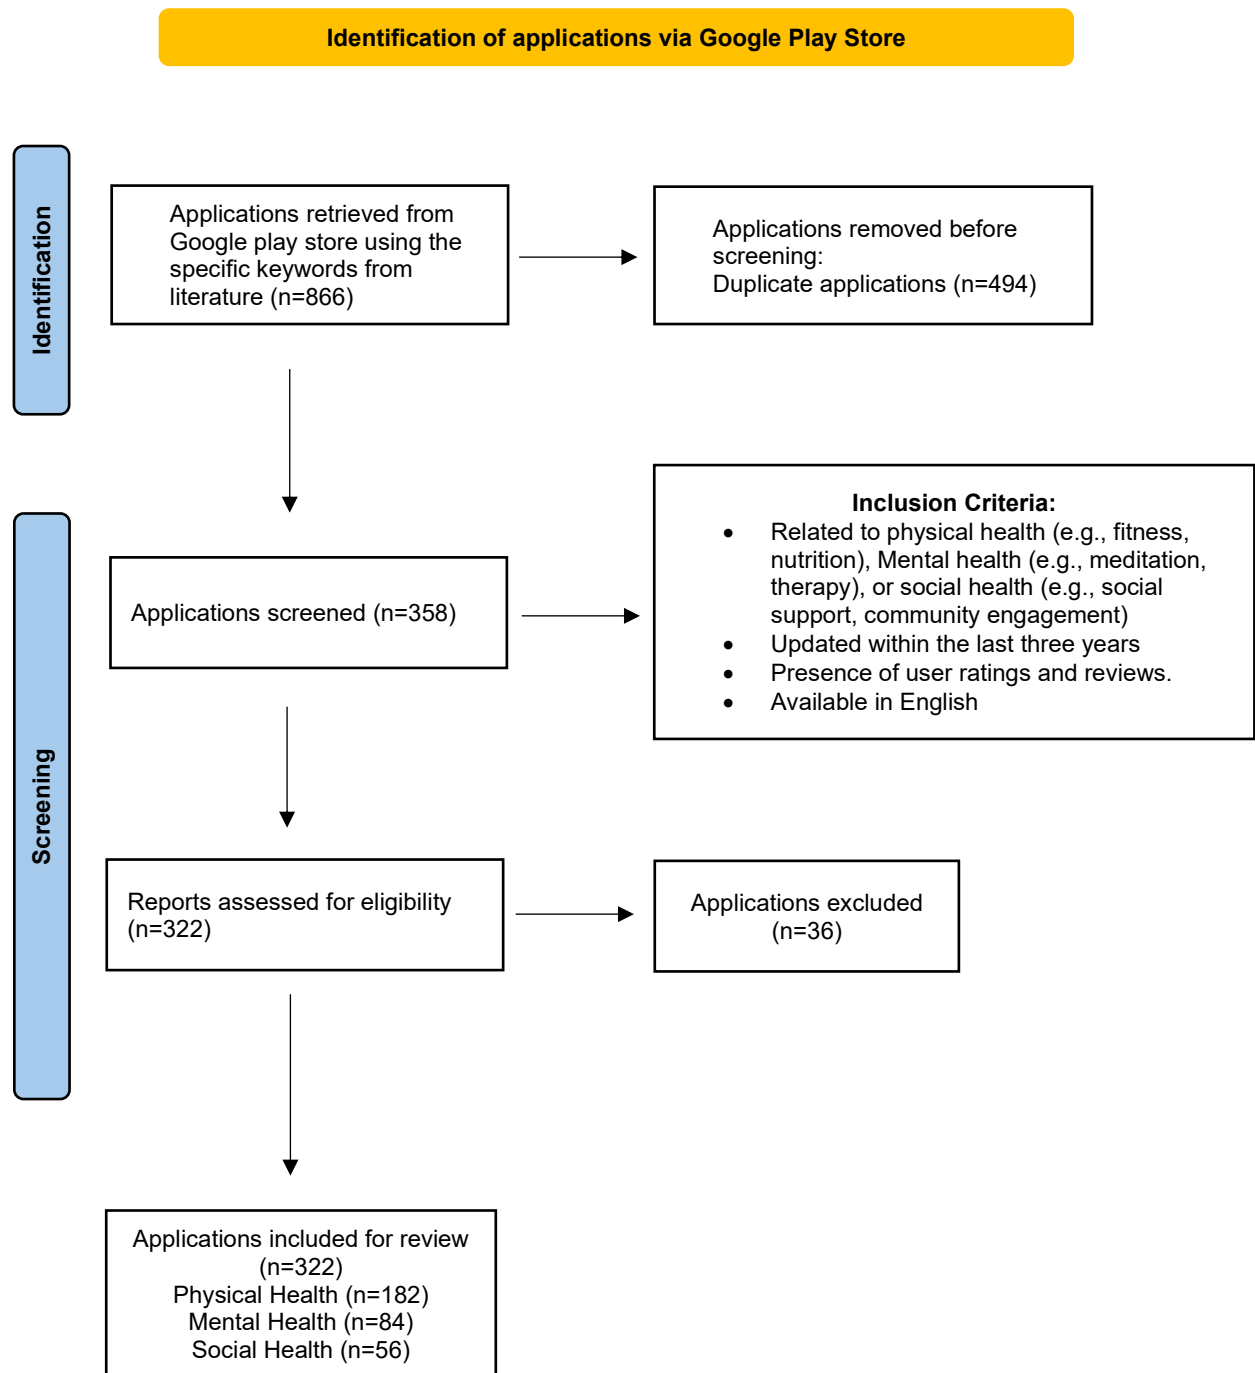 Identification of applications via Google Play Store
Identification
Applications retrieved from
Google play store using the
specific keywords from
literature (n=866)
Applications removed before
screening:
Duplicate applications (n=494)
Screening
Applications screened (n=358)
Inclusion Criteria:
• Related to physical health (e.g., fitness,
nutrition), Mental health (e.g., meditation,
therapy), or social health (e.g., social
support, community engagement)
• Updated within the last three years
• Presence of user ratings and reviews.
• Available in English
Reports assessed for eligibility
(n=322)
Applications excluded
(n=36)
Applications included for review
(n=322)
Physical Health (n=182)
Mental Health (n=84)
Social Health (n=56)